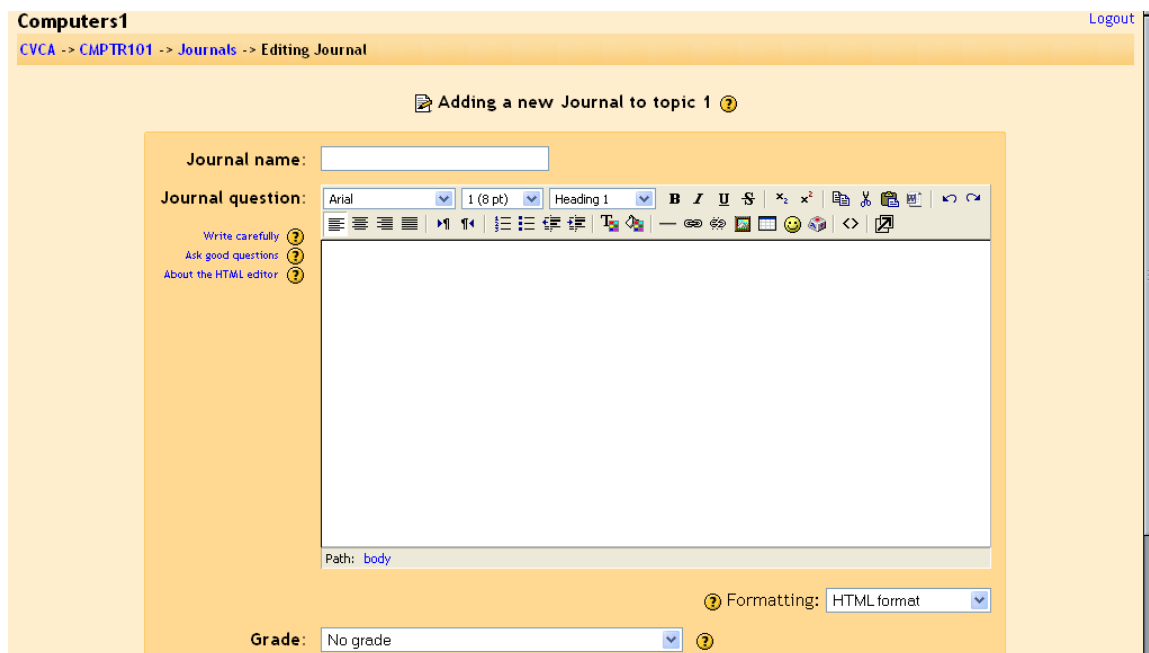 Computers1
Logout
CVCA -> CMPTR101 -> Journals -> Editing Journal
Adding a new Journal to topic 1 ?
Journal name:
Journal question:
Arial 1 (8 pt) Heading 1 B I U S x₂ x²
Write carefully ?
Ask good questions ?
About the HTML editor ?
Path: body
? Formatting: HTML format
Grade: No grade ?